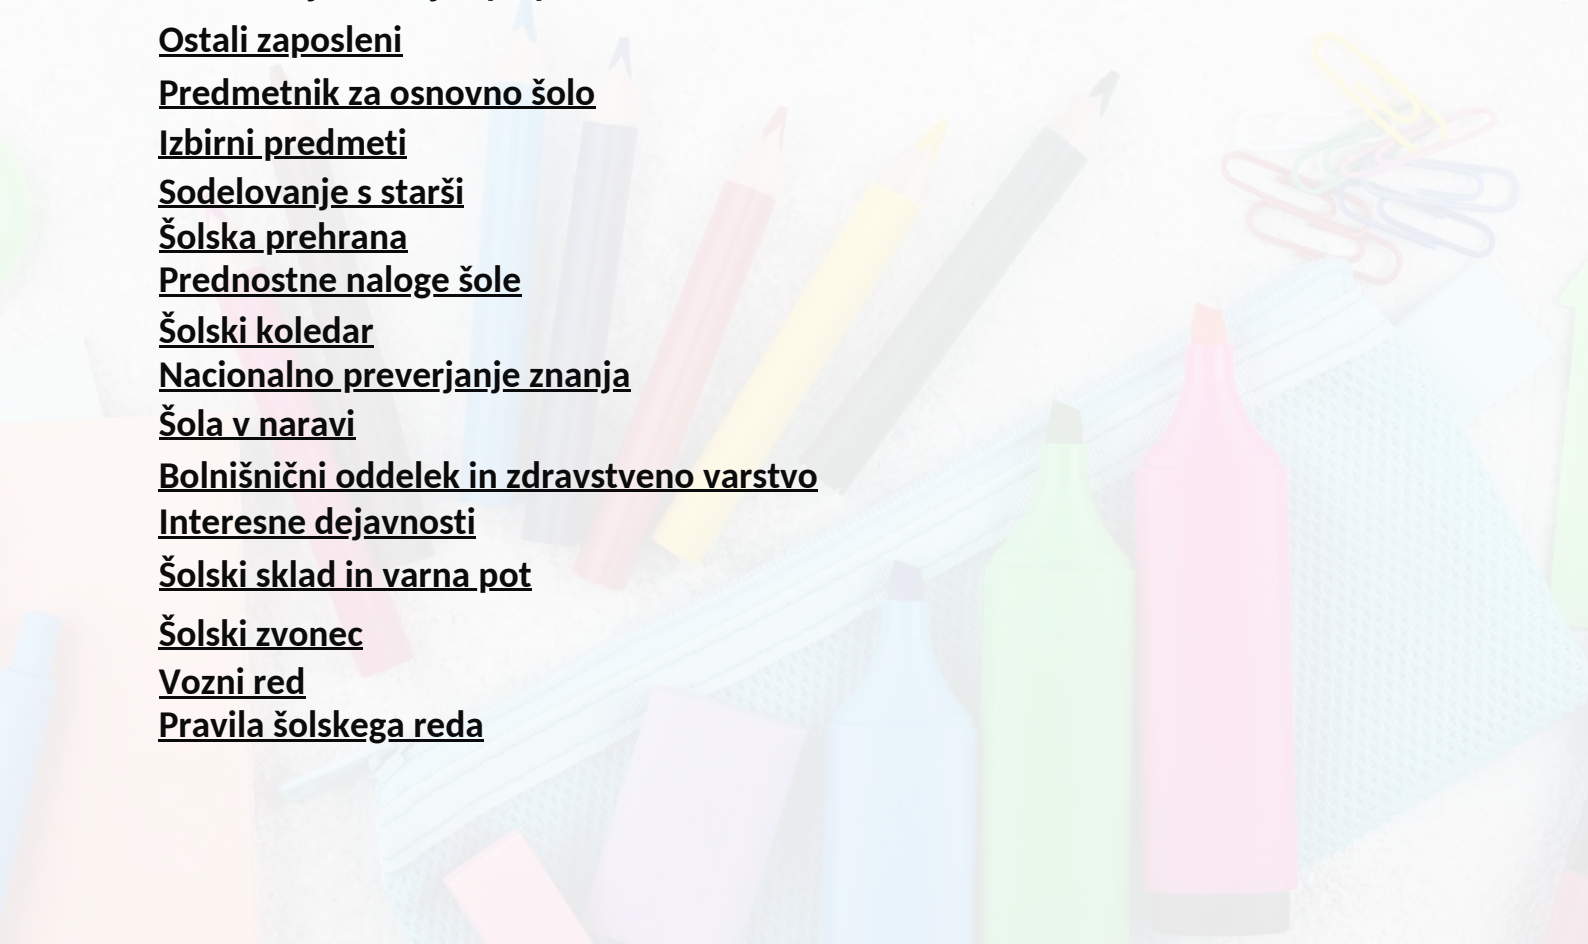 Ostali zaposleni
Predmetnik za osnovno šolo
Izbirni predmeti
Sodelovanje s starši
Šolska prehrana
Prednostne naloge šole
Šolski koledar
Nacionalno preverjanje znanja
Šola v naravi
Bolnišnični oddelek in zdravstveno varstvo
Interesne dejavnosti
Šolski sklad in varna pot
Šolski zvonec
Vozni red
Pravila šolskega reda